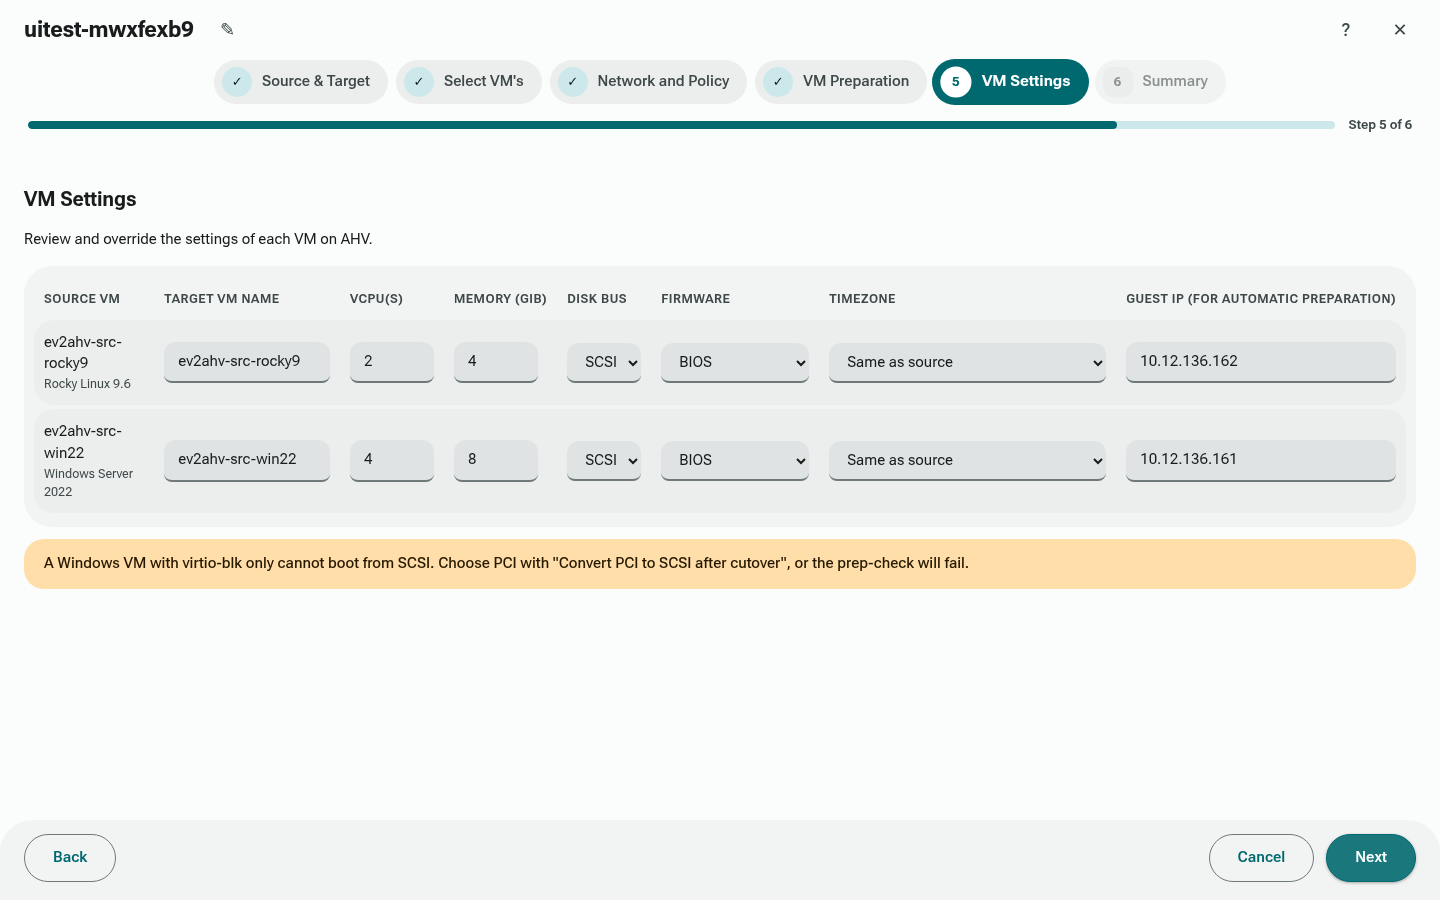 uitest-mwxfexb9 ✎ ? ✕
✓ Source & Target ✓ Select VM's ✓ Network and Policy ✓ VM Preparation 5 VM Settings 6 Summary
Step 5 of 6
VM Settings
Review and override the settings of each VM on AHV.
SOURCE VM TARGET VM NAME VCPU(S) MEMORY (GIB) DISK BUS FIRMWARE TIMEZONE GUEST IP (FOR AUTOMATIC PREPARATION)
ev2ahv-src-
rocky9
Rocky Linux 9.6
ev2ahv-src-rocky9 2 4 SCSI BIOS Same as source 10.12.136.162
ev2ahv-src-
win22
Windows Server
2022
ev2ahv-src-win22 4 8 SCSI BIOS Same as source 10.12.136.161
A Windows VM with virtio-blk only cannot boot from SCSI. Choose PCI with "Convert PCI to SCSI after cutover", or the prep-check will fail.
Back Cancel Next